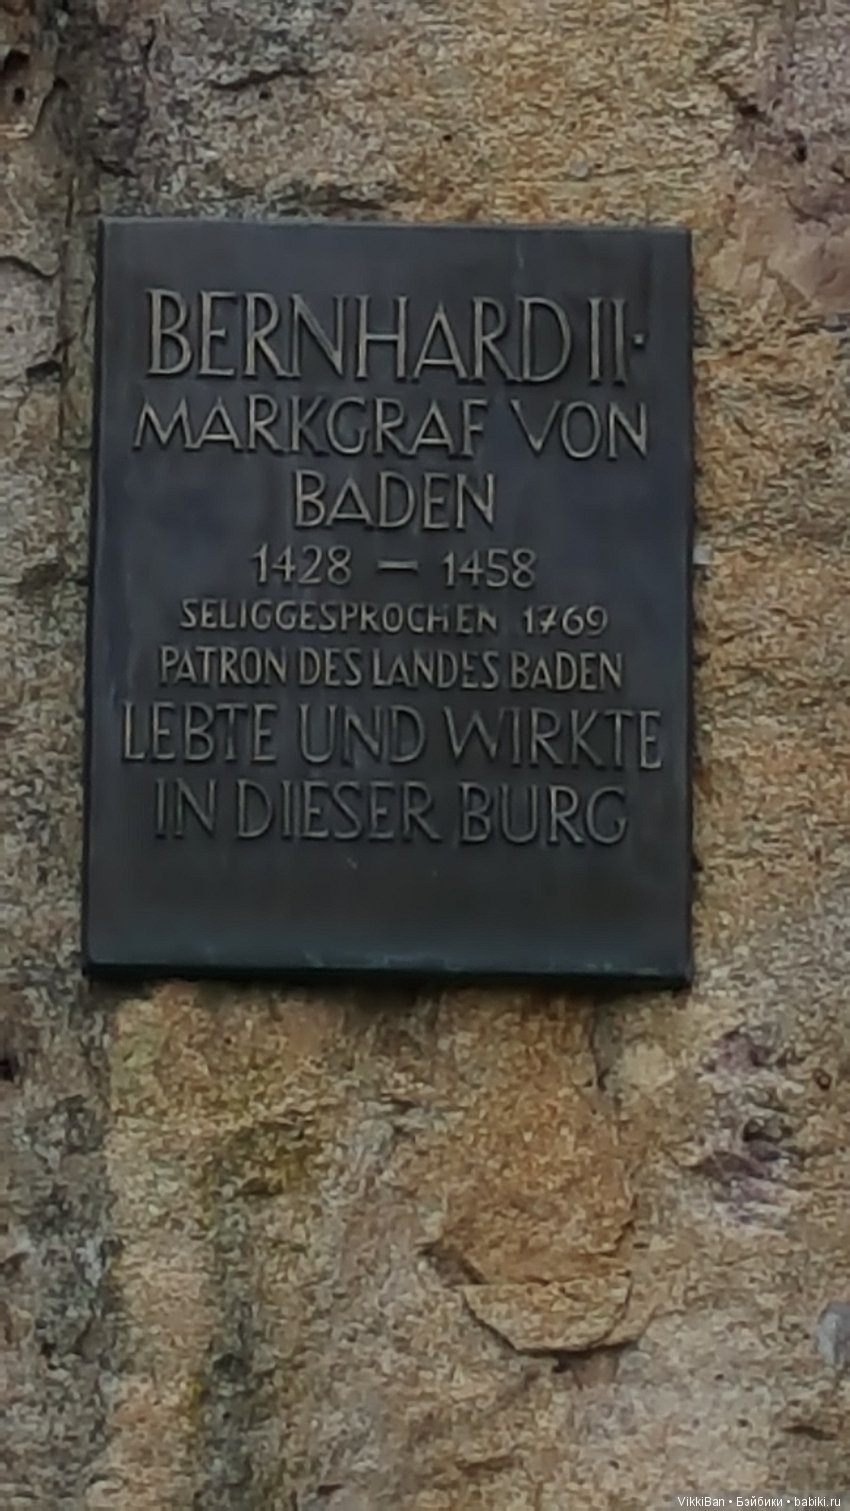 BERNHARD II·
MARKGRAF VON
BADEN
1428 – 1458
SELIGGESPROCHEN 1769
PATRON DES LANDES BADEN
LEBTE UND WIRKTE
IN DIESER BURG
VikkiBan • Бэйбики • babiki.ru